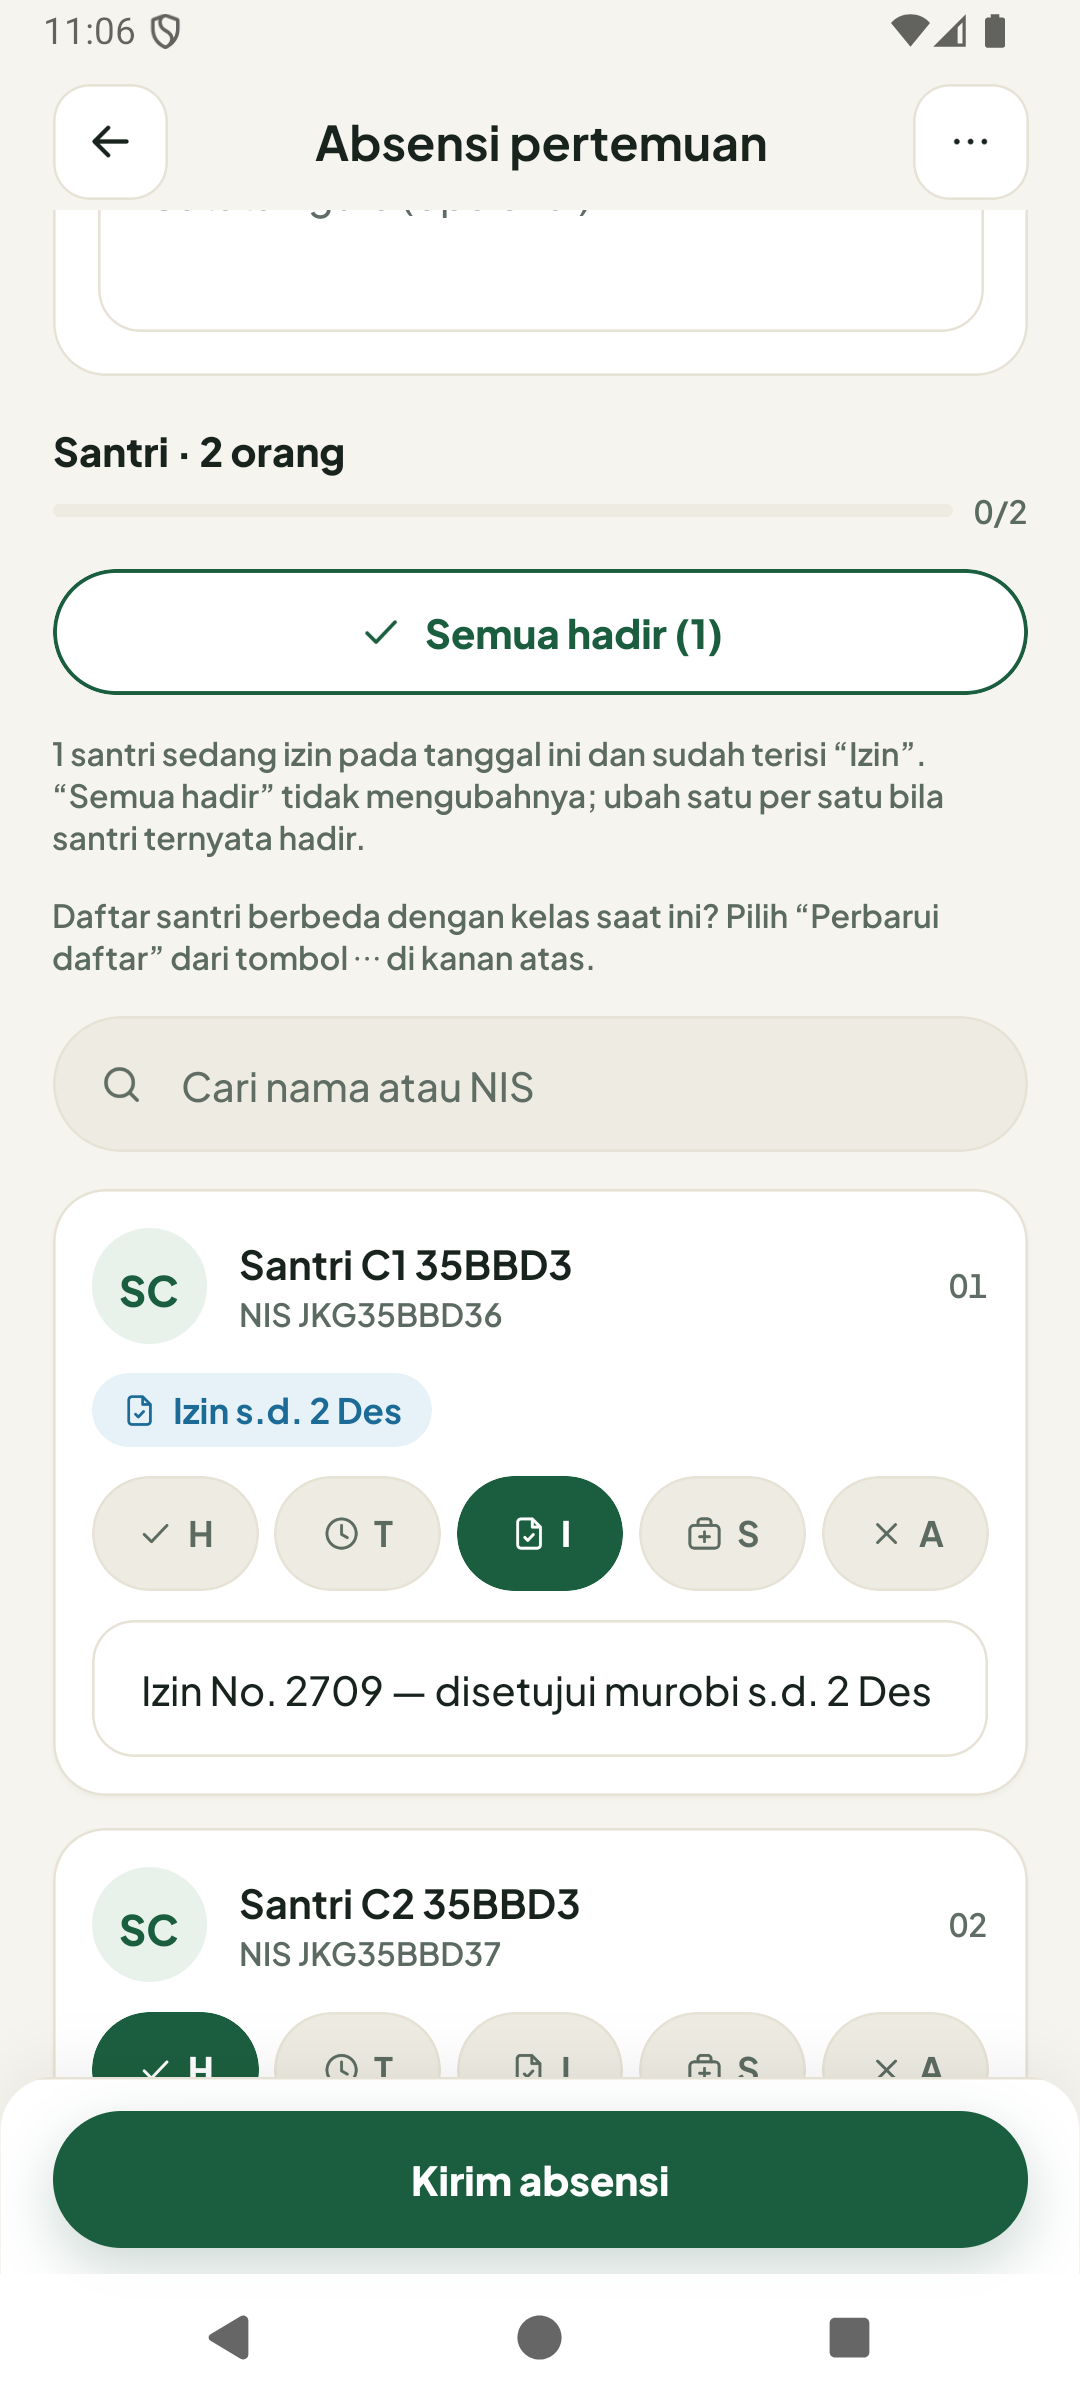 11:06
Absensi pertemuan
Santri · 2 orang
0/2
Semua hadir (1)
1 santri sedang izin pada tanggal ini dan sudah terisi “Izin”.
“Semua hadir” tidak mengubahnya; ubah satu per satu bila
santri ternyata hadir.
Daftar santri berbeda dengan kelas saat ini? Pilih “Perbarui
daftar” dari tombol ··· di kanan atas.
Cari nama atau NIS
SC
Santri C1 35BBD3
NIS JKG35BBD36
01
Izin s.d. 2 Des
H
T
I
S
A
Izin No. 2709 — disetujui murobi s.d. 2 Des
SC
Santri C2 35BBD3
NIS JKG35BBD37
02
H
T
I
S
A
Kirim absensi